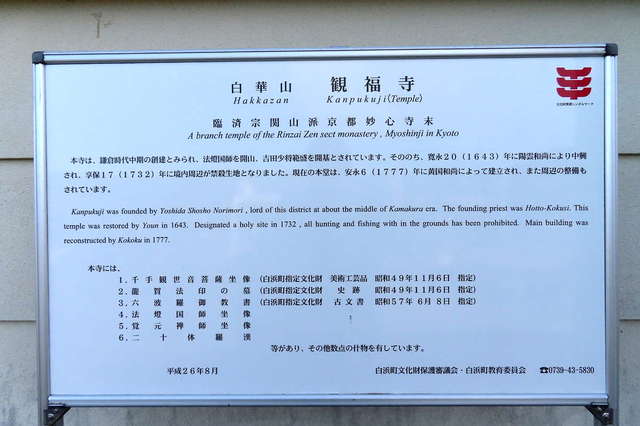 白華山 観福寺
Hakkazan Kanpukuji(Temple)
文化財愛護シンボルマーク
臨済宗関山派京都妙心寺末
A branch temple of the Rinzai Zen sect monastery, Myoshinji in Kyoto
本寺は、鎌倉時代中期の創建とみられ、法燈国師を開山、吉田少将範盛を開基とされています。そのち、寛永20（1643）年に陽雲和尚により中興
され、享保17（1732）年に境内周辺が禁殺生地となりました。現在の本堂は、安永6（1777）年に黄国和尚によって建立され、また周辺の整備も
されています。
Kanpukuji was founded by Yoshida Shosho Norimori , lord of this district at about the middle of Kamakura era. The founding priest was Hotto-Kokusi. This
temple was restored by Youn in 1643. Designated a holy site in 1732 , all hunting and fishing with in the grounds has been prohibited. Main building was
reconstructed by Kokoku in 1777.
本寺には、
1．千手観世音菩薩坐像（白浜町指定文化財 美術工芸品 昭和49年11月6日 指定）
2．龍賀法印の墓（白浜町指定文化財 史跡 昭和49年11月6日 指定）
3．六波羅御教書（白浜町指定文化財 古文書 昭和57年 6月 8日 指定）
4．法燈国師坐像
5．覚元禅師坐像
6．二十体羅漢
等があり、その他数点の什物を有しています。
平成26年8月 白浜町文化財保護審議会・白浜町教育委員会 ☎0739-43-5830